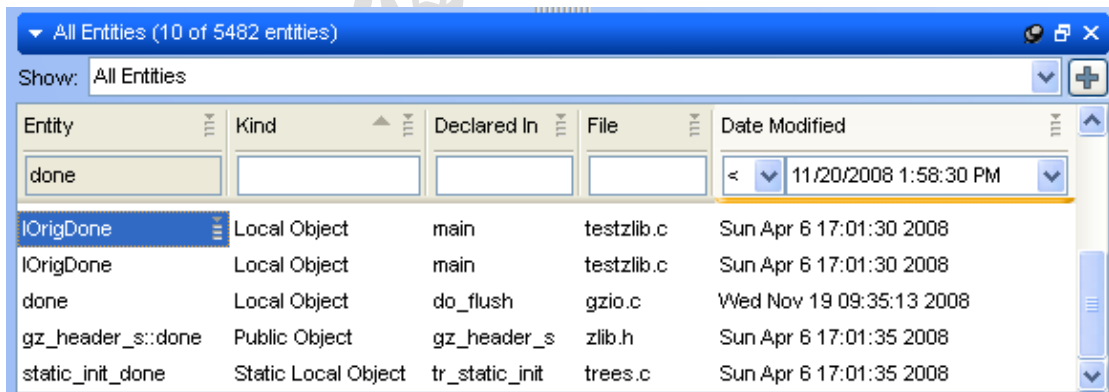 All Entities (10 of 5482 entities)
Show: All Entities
Entity Kind Declared In File Date Modified
done < 11/20/2008 1:58:30 PM
lOrigDone Local Object main testzlib.c Sun Apr 6 17:01:30 2008
lOrigDone Local Object main testzlib.c Sun Apr 6 17:01:30 2008
done Local Object do_flush gzio.c Wed Nov 19 09:35:13 2008
gz_header_s::done Public Object gz_header_s zlib.h Sun Apr 6 17:01:35 2008
static_init_done Static Local Object tr_static_init trees.c Sun Apr 6 17:01:35 2008